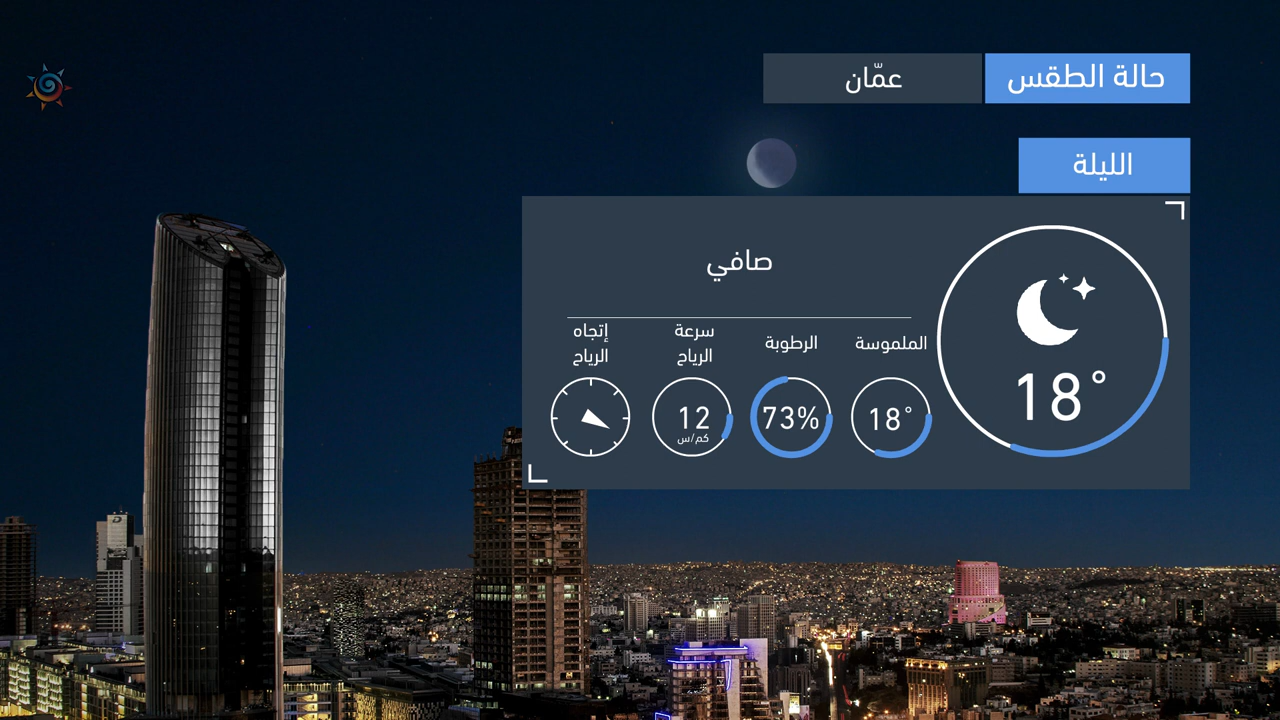 حالة الطقس
عمّان
الليلة
صافي
18°
الملموسة
18°
الرطوبة
73%
سرعة
الرياح
12
كم/س
إتجاه
الرياح